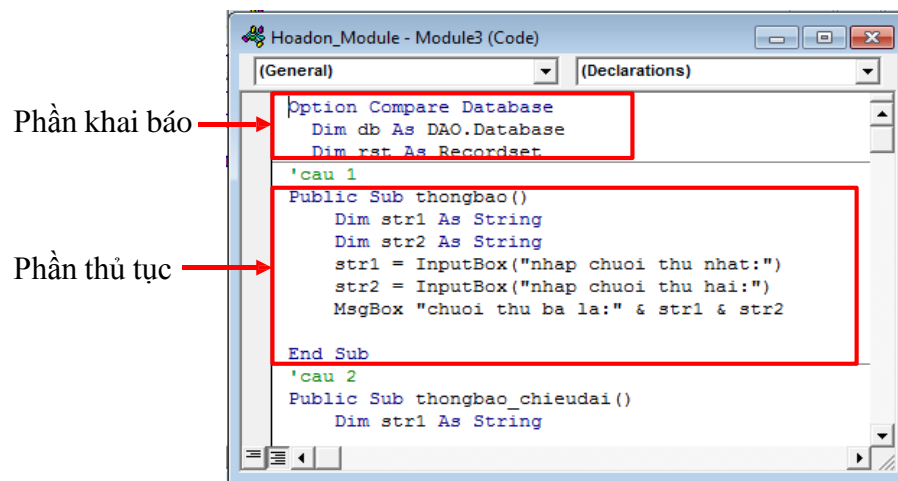 Hoadon_Module - Module3 (Code)
(General) (Declarations)
Phần khai báo
Option Compare Database
Dim db As DAO.Database
Dim rst As Recordset
'cau 1
Phần thủ tục
Public Sub thongbao()
Dim str1 As String
Dim str2 As String
str1 = InputBox("nhap chuoi thu nhat:")
str2 = InputBox("nhap chuoi thu hai:")
MsgBox "chuoi thu ba la:" & str1 & str2
End Sub
'cau 2
Public Sub thongbao_chieudai()
Dim str1 As String